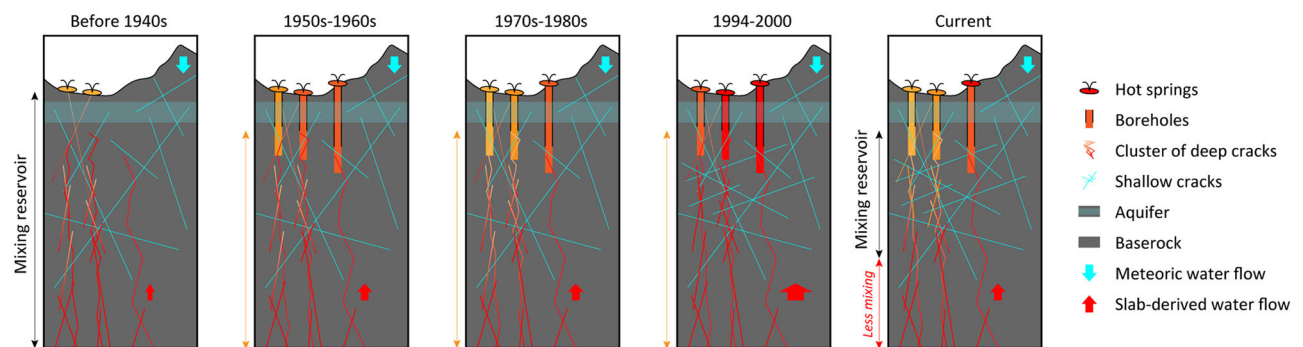 Before 1940s
1950s-1960s
1970s-1980s
1994-2000
Current
Mixing reservoir
Mixing reservoir
Less mixing
Hot springs
Boreholes
Cluster of deep cracks
Shallow cracks
Aquifer
Baserock
Meteoric water flow
Slab-derived water flow